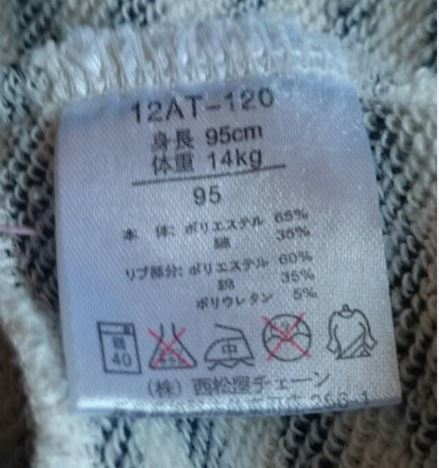 12AT-120
身長 95cm
体重 14kg
95
本 体: ポリエステル 65%
綿 35%
リブ部分: ポリエステル 60%
綿 35%
ポリウレタン 5%
40 中
(株) 西松屋チェーン